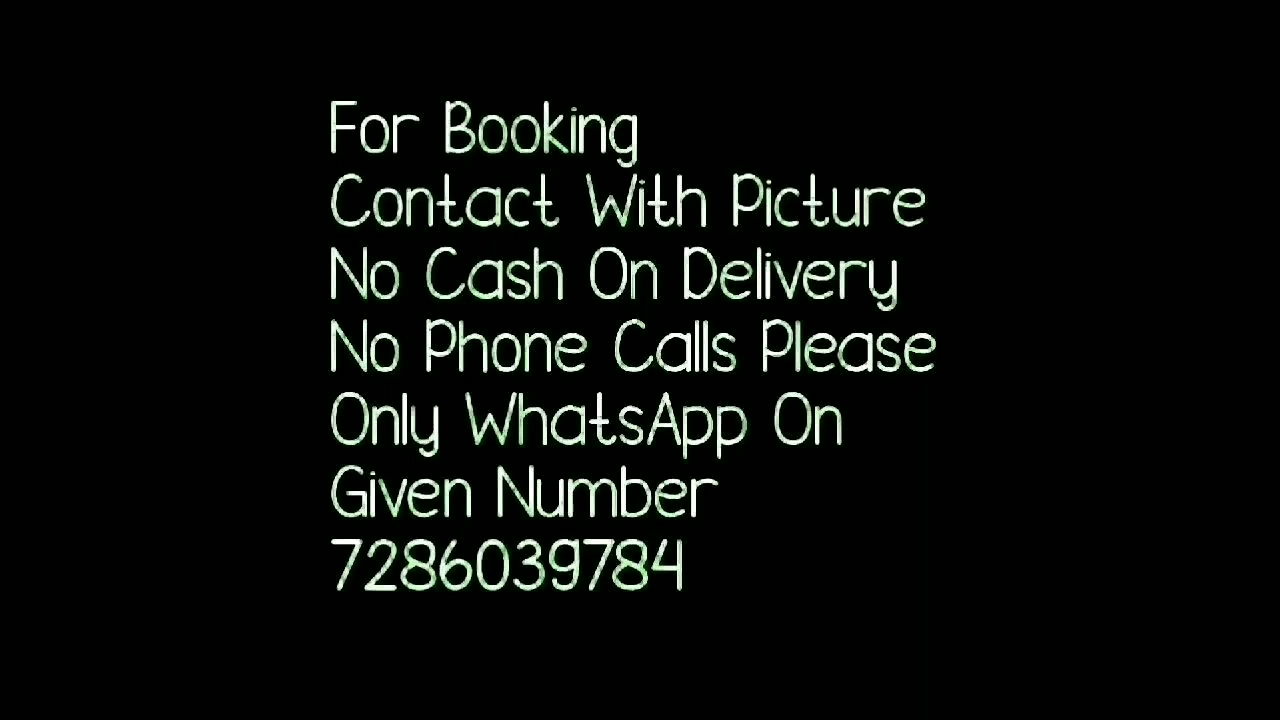 For Booking
Contact With Picture
No Cash On Delivery
No Phone Calls Please
Only WhatsApp On
Given Number
7286039784